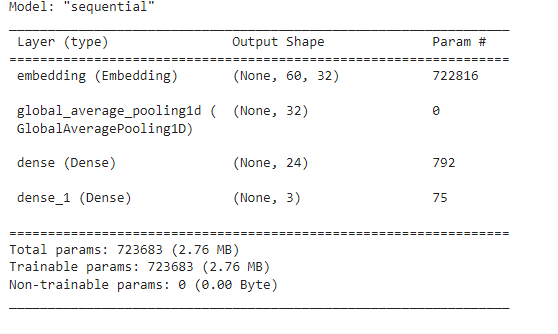 Model: "sequential"
Layer (type) Output Shape Param #
embedding (Embedding) (None, 60, 32) 722816
global_average_pooling1d ( (None, 32) 0
GlobalAveragePooling1D)
dense (Dense) (None, 24) 792
dense_1 (Dense) (None, 3) 75
Total params: 723683 (2.76 MB)
Trainable params: 723683 (2.76 MB)
Non-trainable params: 0 (0.00 Byte)